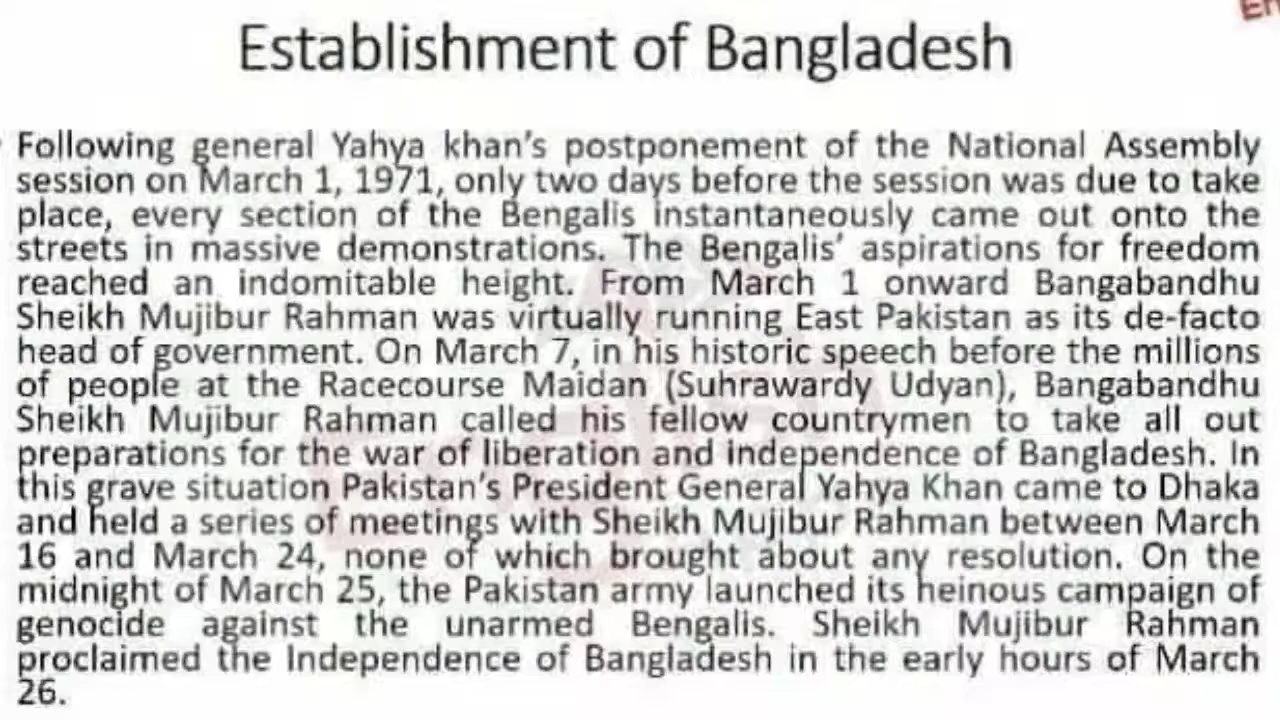 Establishment of Bangladesh
Following general Yahya khan's postponement of the National Assembly
session on March 1, 1971, only two days before the session was due to take
place, every section of the Bengalis instantaneously came out onto the
streets in massive demonstrations. The Bengalis' aspirations for freedom
reached an indomitable height. From March 1 onward Bangabandhu
Sheikh Mujibur Rahman was virtually running East Pakistan as its de-facto
head of government. On March 7, in his historic speech before the millions
of people at the Racecourse Maidan (Suhrawardy Udyan), Bangabandhu
Sheikh Mujibur Rahman called his fellow countrymen to take all out
preparations for the war of liberation and independence of Bangladesh. In
this grave situation Pakistan's President General Yahya Khan came to Dhaka
and held a series of meetings with Sheikh Mujibur Rahman between March
16 and March 24, none of which brought about any resolution. On the
midnight of March 25, the Pakistan army launched its heinous campaign of
genocide against the unarmed Bengalis. Sheikh Mujibur Rahman
proclaimed the Independence of Bangladesh in the early hours of March
26.